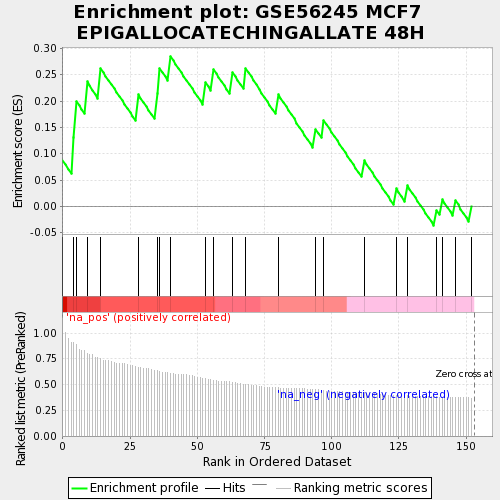 Enrichment plot: GSE56245 MCF7
EPIGALLOCATECHINGALLATE 48H
Enrichment score (ES)
0.30
0.25
0.20
0.15
0.10
0.05
0.00
-0.05
'na_pos' (positively correlated)
Ranked list metric (PreRanked)
1.00
0.75
0.50
0.25
0.00
Zero cross at
'na_neg' (negatively correlated)
0 25 50 75 100 125 150
Rank in Ordered Dataset
Enrichment profile Hits Ranking metric scores